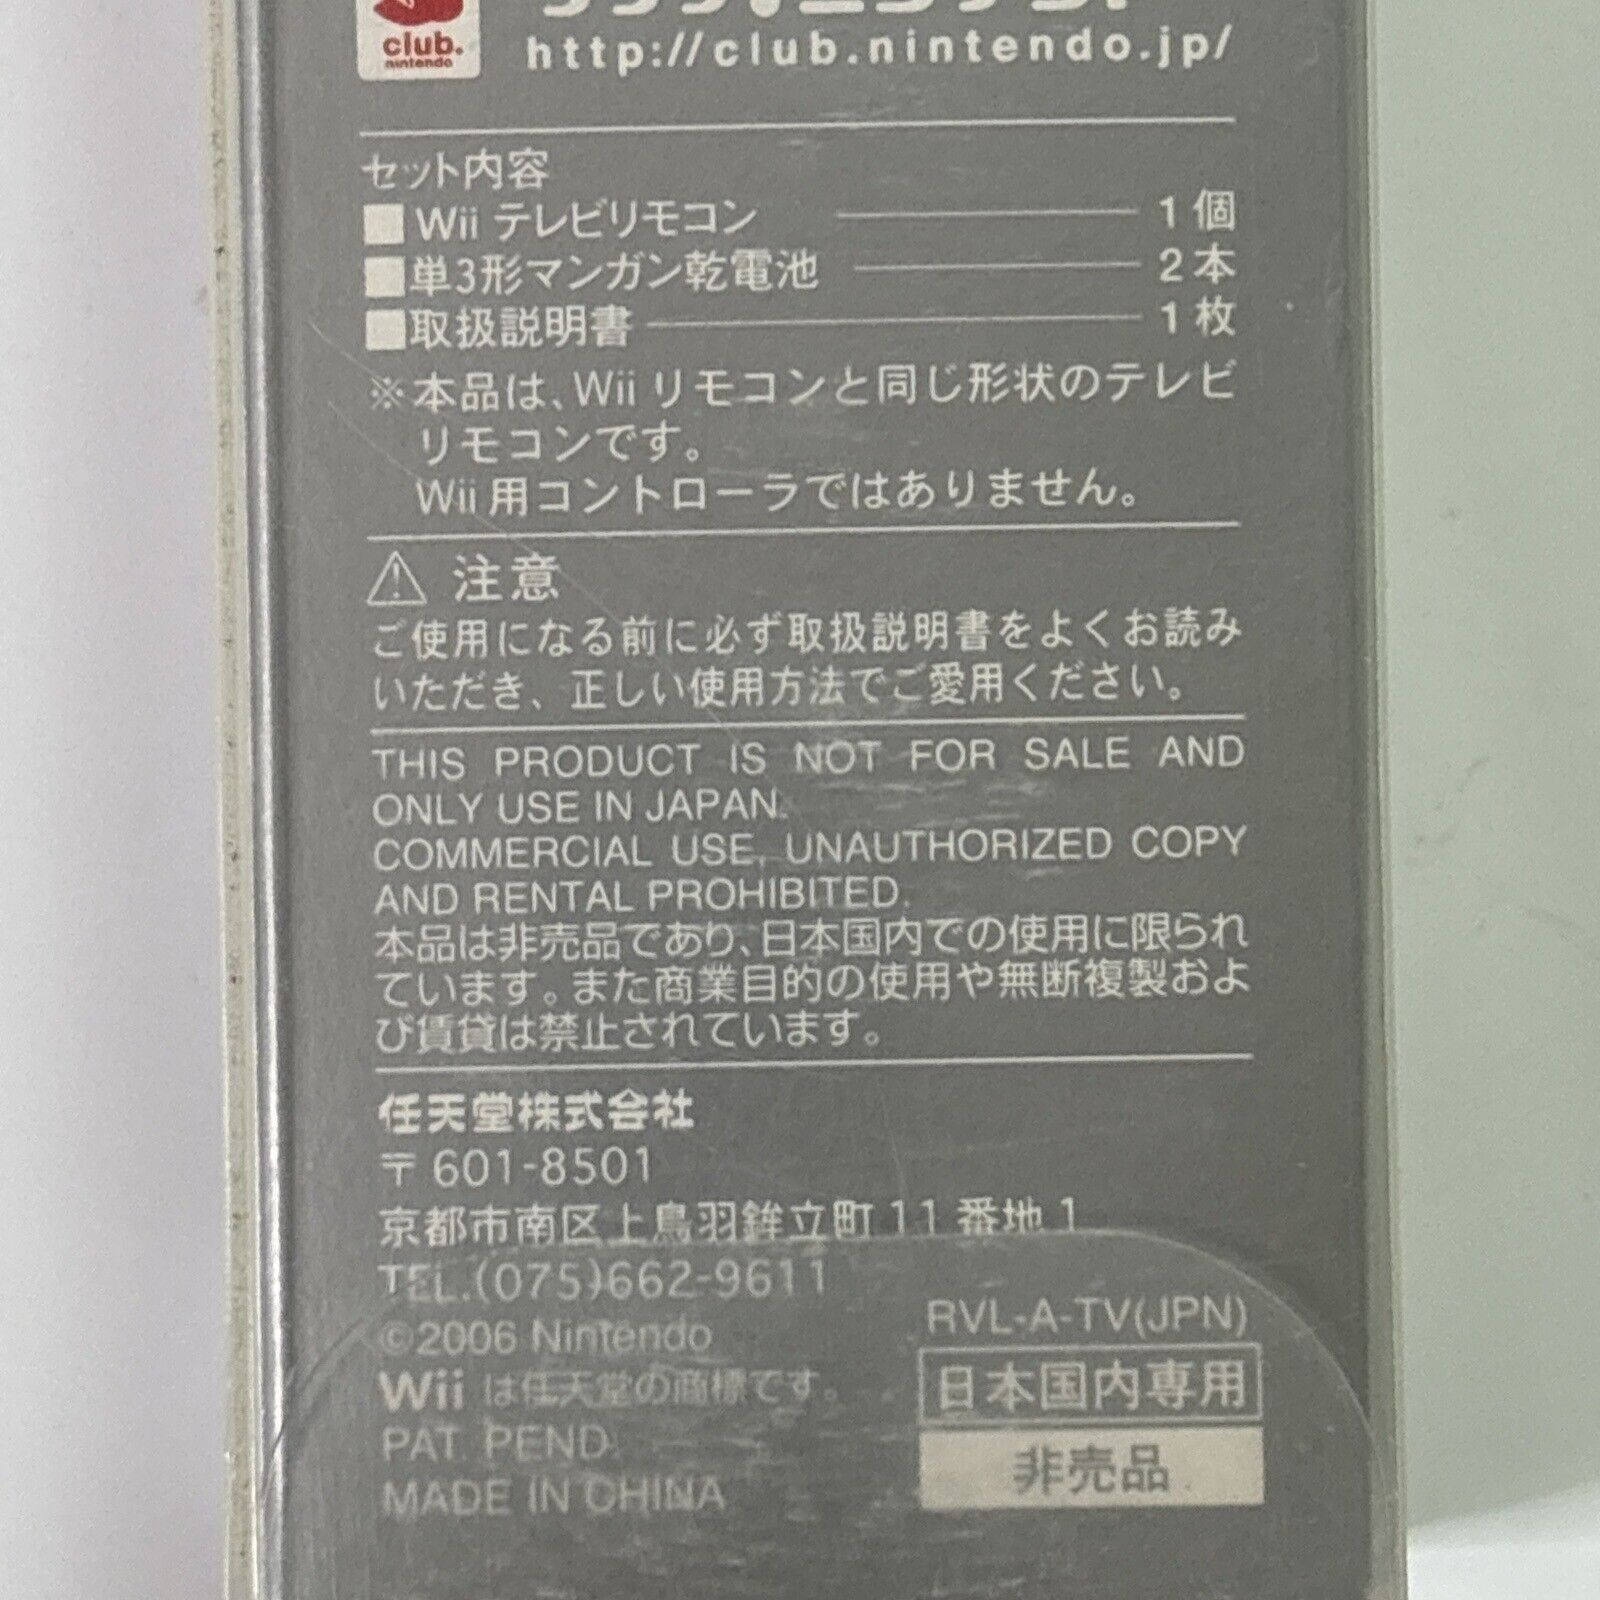 club.
nintendo
http://club.nintendo.jp/
セット内容
■Wii テレビリモコン 1個
■単3形マンガン乾電池 2本
■取扱説明書 1枚
※本品は、Wii リモコンと同じ形状のテレビ
リモコンです。
Wii 用コントローラではありません。
⚠ 注意
ご使用になる前に必ず取扱説明書をよくお読み
いただき、正しい使用方法でご愛用ください。
THIS PRODUCT IS NOT FOR SALE AND
ONLY USE IN JAPAN.
COMMERCIAL USE, UNAUTHORIZED COPY
AND RENTAL PROHIBITED.
本品は非売品であり、日本国内での使用に限られ
ています。また商業目的の使用や無断複製およ
び賃貸は禁止されています。
任天堂株式会社
〒601-8501
京都市南区上鳥羽鉾立町 11 番地 1
TEL.(075)662-9611
©2006 Nintendo
Wii は任天堂の商標です。
PAT. PEND.
MADE IN CHINA
RVL-A-TV(JPN)
日本国内専用
非売品